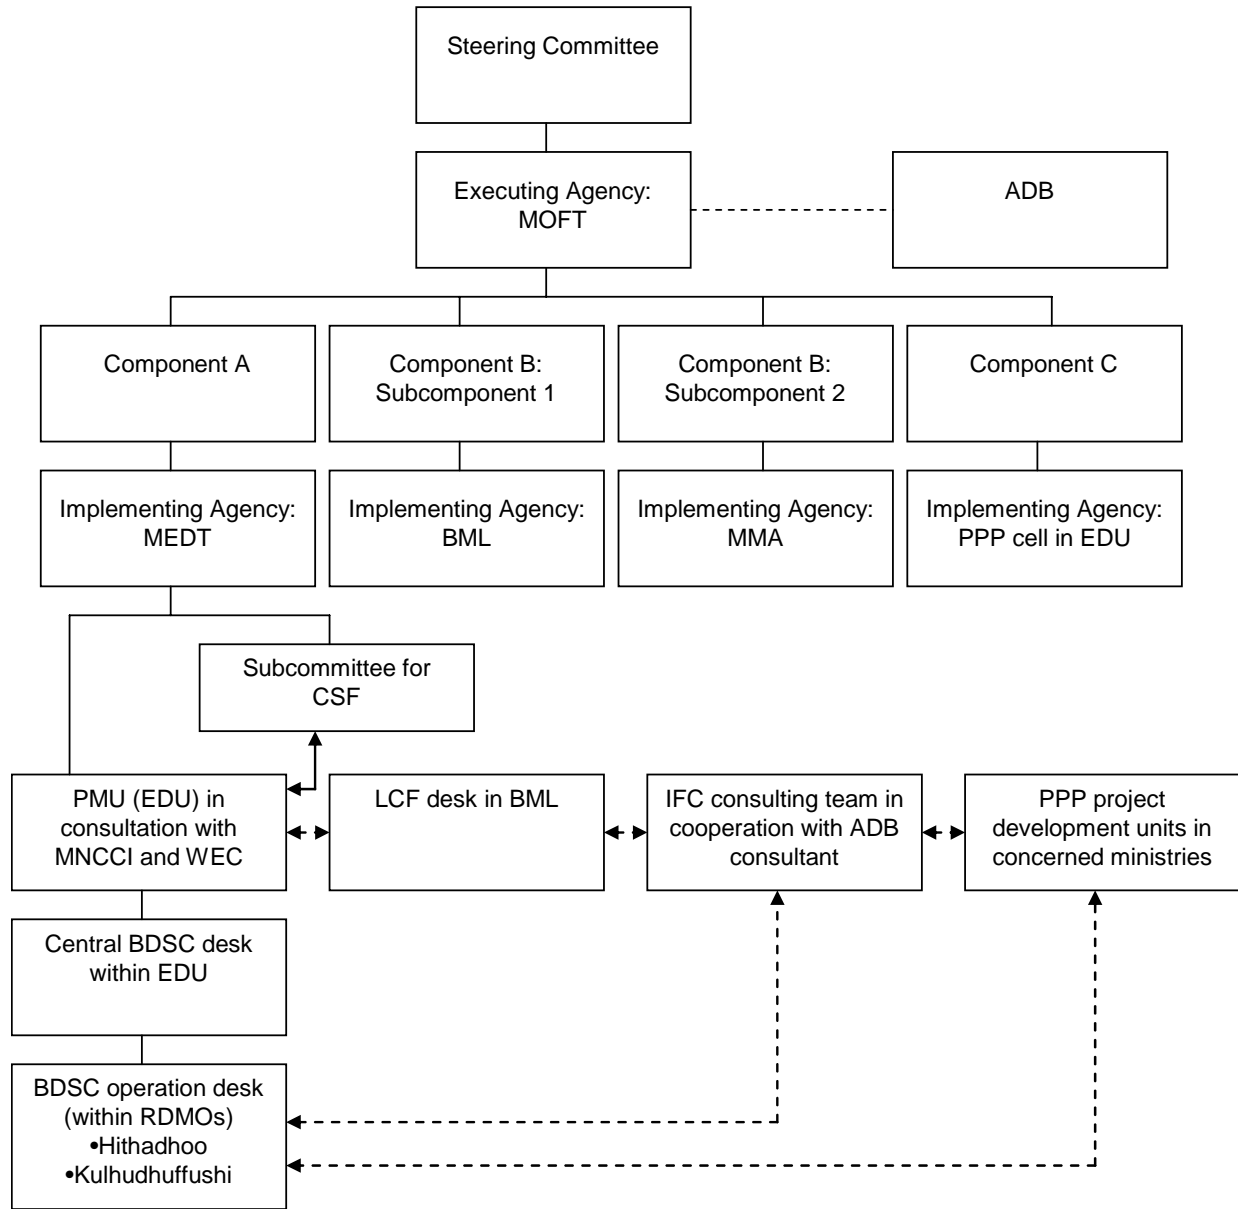 Steering Committee
Executing Agency:
MOFT
ADB
Component A
Component B:
Subcomponent 1
Component B:
Subcomponent 2
Component C
Implementing Agency:
MEDT
Implementing Agency:
BML
Implementing Agency:
MMA
Implementing Agency:
PPP cell in EDU
Subcommittee for
CSF
PMU (EDU) in
consultation with
MNCCI and WEC
LCF desk in BML
IFC consulting team in
cooperation with ADB
consultant
PPP project
development units in
concerned ministries
Central BDSC desk
within EDU
BDSC operation desk
(within RDMOs)
•Hithadhoo
•Kulhudhuffushi